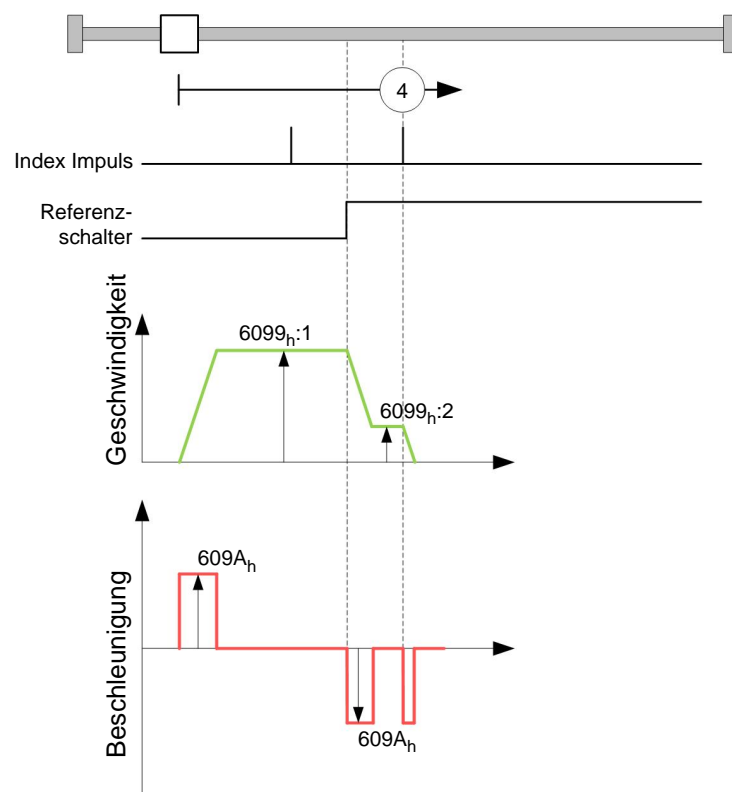 4
Index Impuls
Referenz-
schalter
Geschwindigkeit
6099h:1
6099h:2
Beschleunigung
609Ah
609Ah